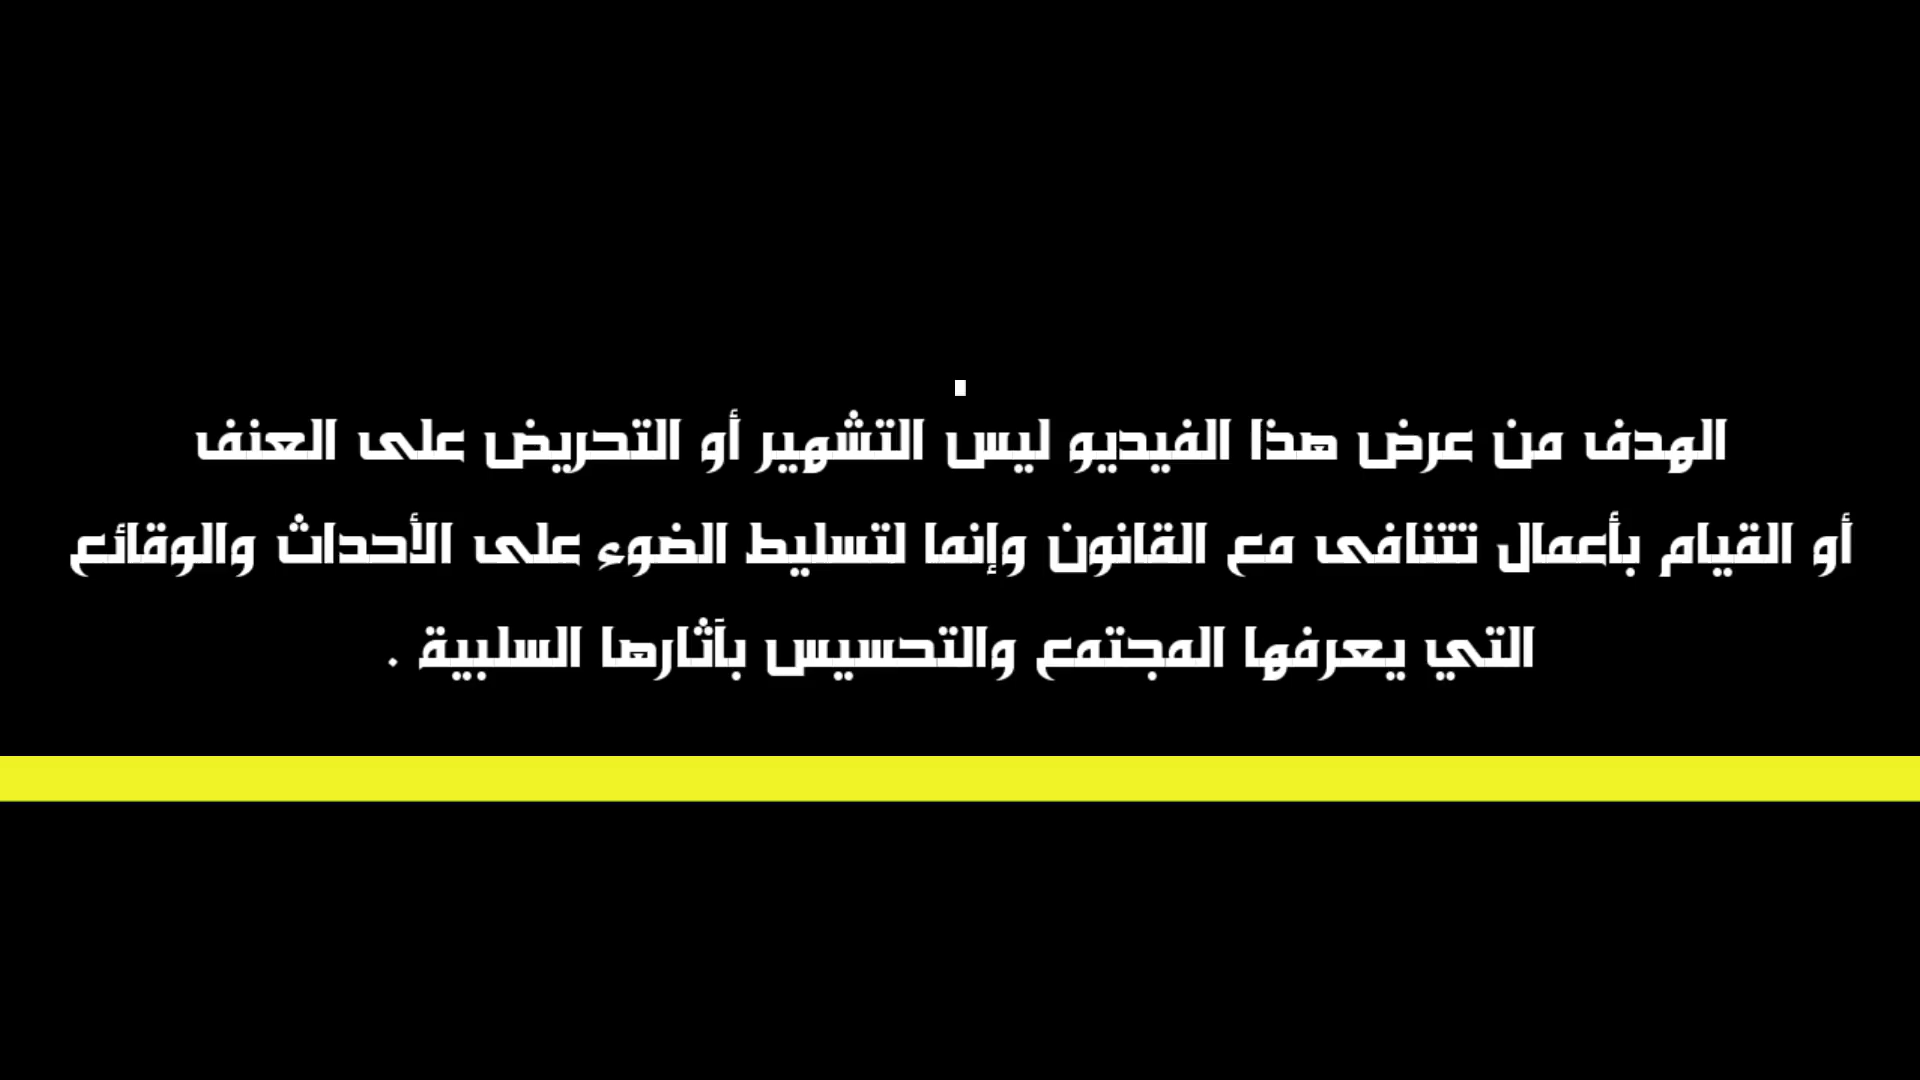 الهدف من عرض هذا الفيديو ليس التشهير أو التحريض على العنف
أو القيام بأعمال تتنافى مع القانون وإنما لتسليط الضوء على الأحداث والوقائع
التي يعرفها المجتمع والتحسيس بآثارها السلبية .